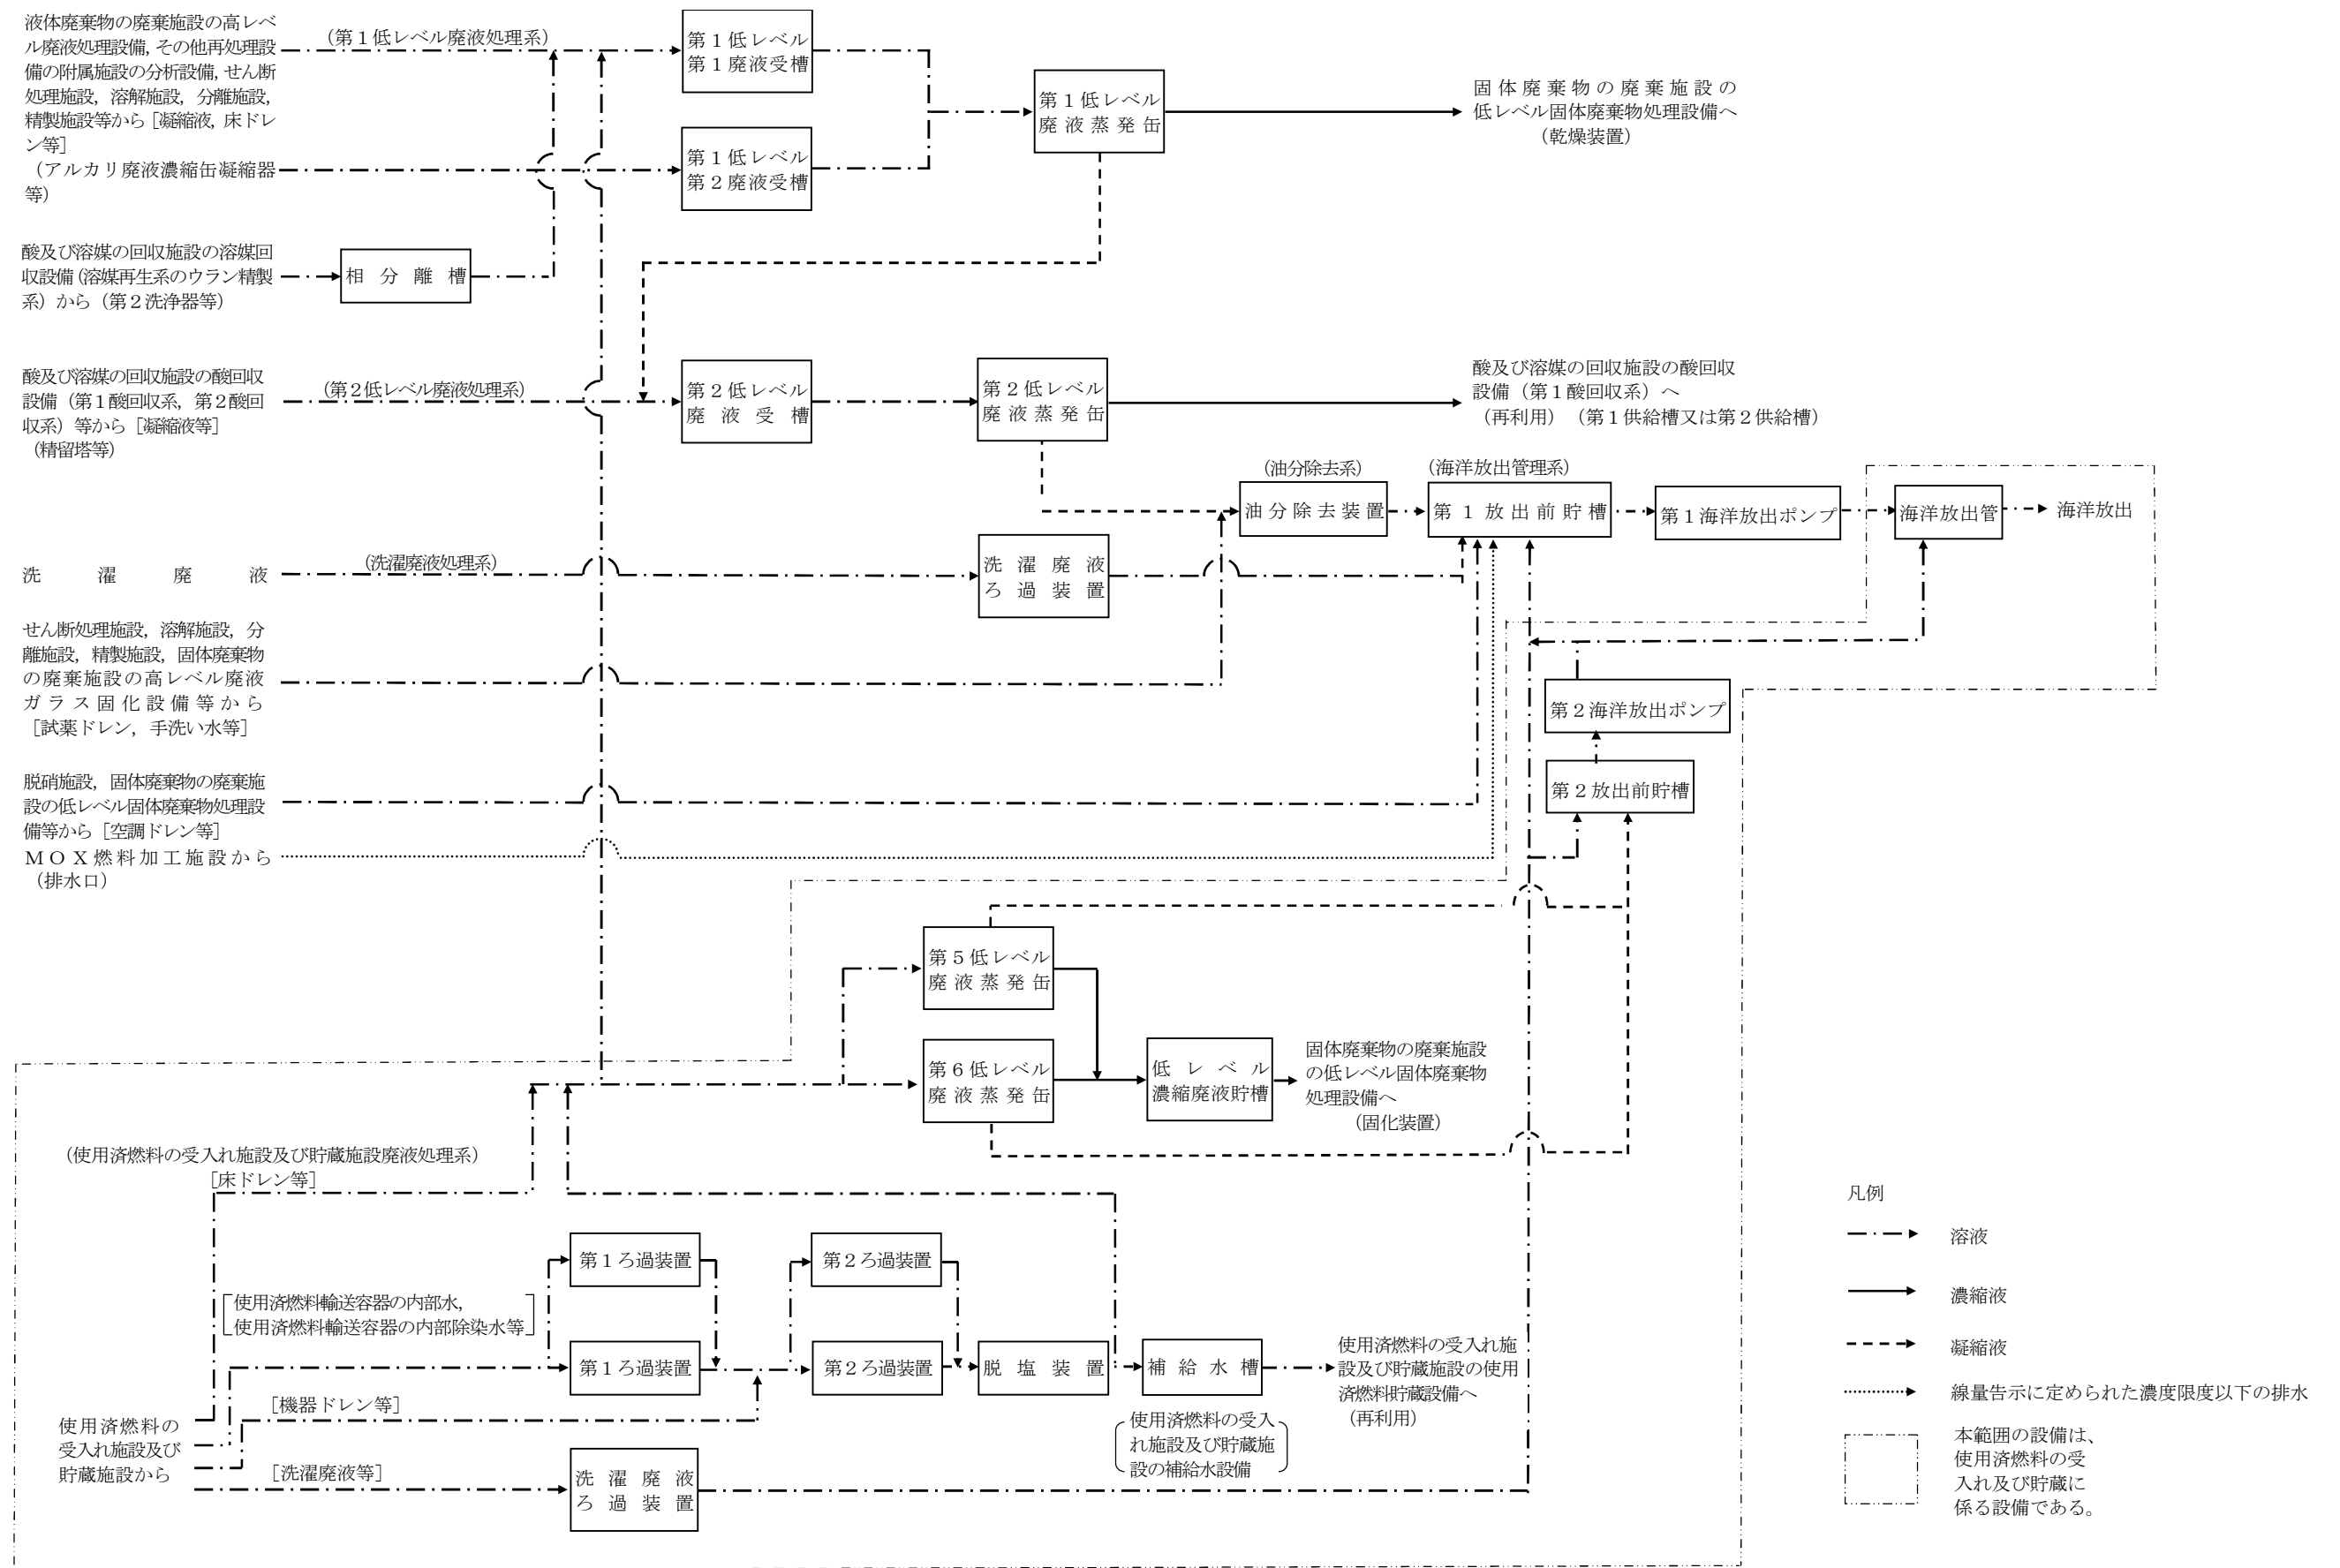 液体廃棄物の廃棄施設の高レベ
ル廃液処理設備，その他再処理設
備の附属施設の分析設備，せん断
処理施設，溶解施設，分離施設，
精製施設等から［凝縮液，床ドレ
ン等］
（アルカリ廃液濃縮缶凝縮器
等）
（第１低レベル廃液処理系）
第１低レベル
第１廃液受槽
第１低レベル
第２廃液受槽
第１低レベル
廃液蒸発缶
固体廃棄物の廃棄施設の
低レベル固体廃棄物処理設備へ
（乾燥装置）
酸及び溶媒の回収施設の溶媒回
収設備（溶媒再生系のウラン精製
系）から（第２洗浄器等）
相分離槽
酸及び溶媒の回収施設の酸回収
設備（第１酸回収系，第２酸回
収系）等から［凝縮液等］
（精留塔等）
（第２低レベル廃液処理系）
第２低レベル
廃液受槽
第２低レベル
廃液蒸発缶
酸及び溶媒の回収施設の酸回収
設備（第１酸回収系）へ
（再利用）（第１供給槽又は第２供給槽）
（油分除去系）
油分除去装置
（海洋放出管理系）
第１放出前貯槽
第１海洋放出ポンプ
海洋放出管
海洋放出
洗濯廃液
（洗濯廃液処理系）
洗濯廃液
ろ過装置
せん断処理施設，溶解施設，分
離施設，精製施設，固体廃棄物
の廃棄施設の高レベル廃液
ガラス固化設備等から
［試薬ドレン，手洗い水等］
第２海洋放出ポンプ
第２放出前貯槽
脱硝施設，固体廃棄物の廃棄施
設の低レベル固体廃棄物処理設
備等から［空調ドレン等］
ＭＯＸ燃料加工施設から
（排水口）
第５低レベル
廃液蒸発缶
第６低レベル
廃液蒸発缶
低レベル
濃縮廃液貯槽
固体廃棄物の廃棄施設
の低レベル固体廃棄物
処理設備へ
（固化装置）
（使用済燃料の受入れ施設及び貯蔵施設廃液処理系）
［床ドレン等］
第１ろ過装置
第２ろ過装置
［使用済燃料輸送容器の内部水，
使用済燃料輸送容器の内部除染水等］
第１ろ過装置
第２ろ過装置
脱塩装置
補給水槽
使用済燃料の受入れ施
設及び貯蔵施設の使用
済燃料貯蔵設備へ
（再利用）
［機器ドレン等］
使用済燃料の
受入れ施設及び
貯蔵施設から
（使用済燃料の受入
れ施設及び貯蔵施
設の補給水設備）
［洗濯廃液等］
洗濯廃液
ろ過装置
凡例
溶液
濃縮液
凝縮液
線量告示に定められた濃度限度以下の排水
本範囲の設備は、
使用済燃料の受
入れ及び貯蔵に
係る設備である。